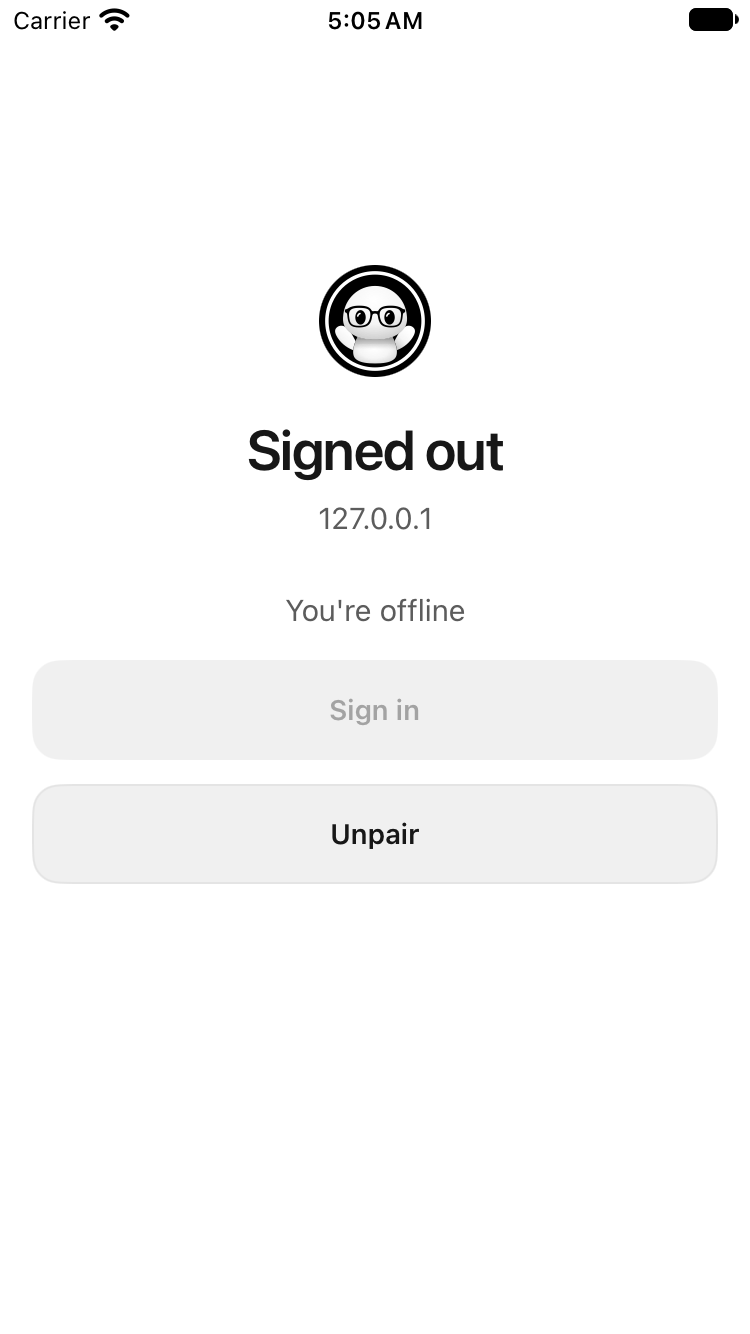 Carrier 5:05 AM
Signed out
127.0.0.1
You're offline
Sign in
Unpair